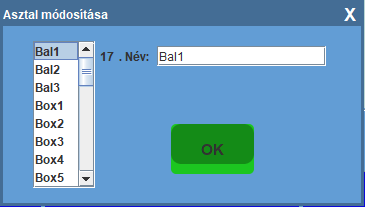 Asztal módosítása X
Bal1
Bal2
Bal3
Box1
Box2
Box3
Box4
Box5
17 . Név: Bal1
OK